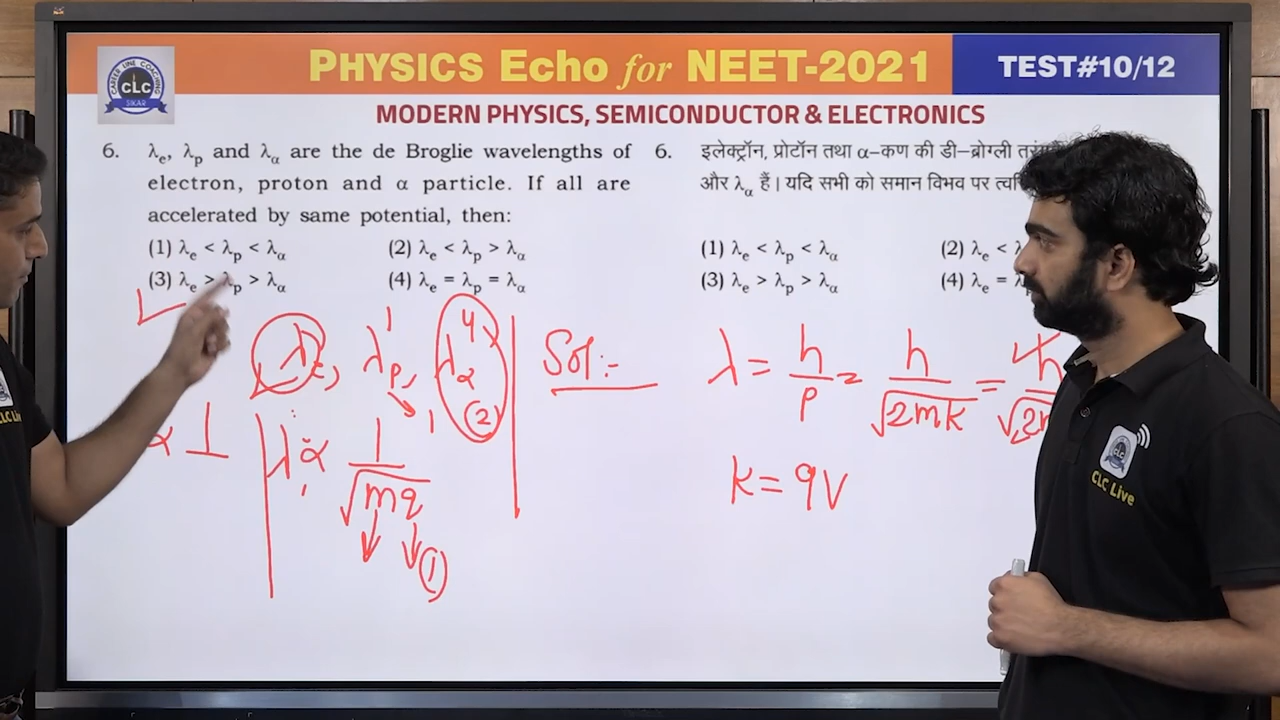 PHYSICS Echo for NEET-2021
TEST#10/12
CAREER LINE COACHING
CLC
SIKAR
MODERN PHYSICS, SEMICONDUCTOR & ELECTRONICS
6. λe, λp and λα are the de Broglie wavelengths of
electron, proton and α particle. If all are
accelerated by same potential, then:
(1) λe < λp < λα (2) λe < λp > λα
(3) λe > λp > λα (4) λe = λp = λα
6. इलेक्ट्रॉन, प्रोटॉन तथा α–कण की डी–ब्रोग्ली
और λα हैं। यदि सभी को समान विभव पर
(1) λe < λp < λα (2) λe <
(3) λe > λp > λα (4) λe =
λe, λp, λα
1
4
2
Sol:-
λ = h/p = h/√2mK =
K = qV
λ ∝ 1/√mq
1
CLC Live